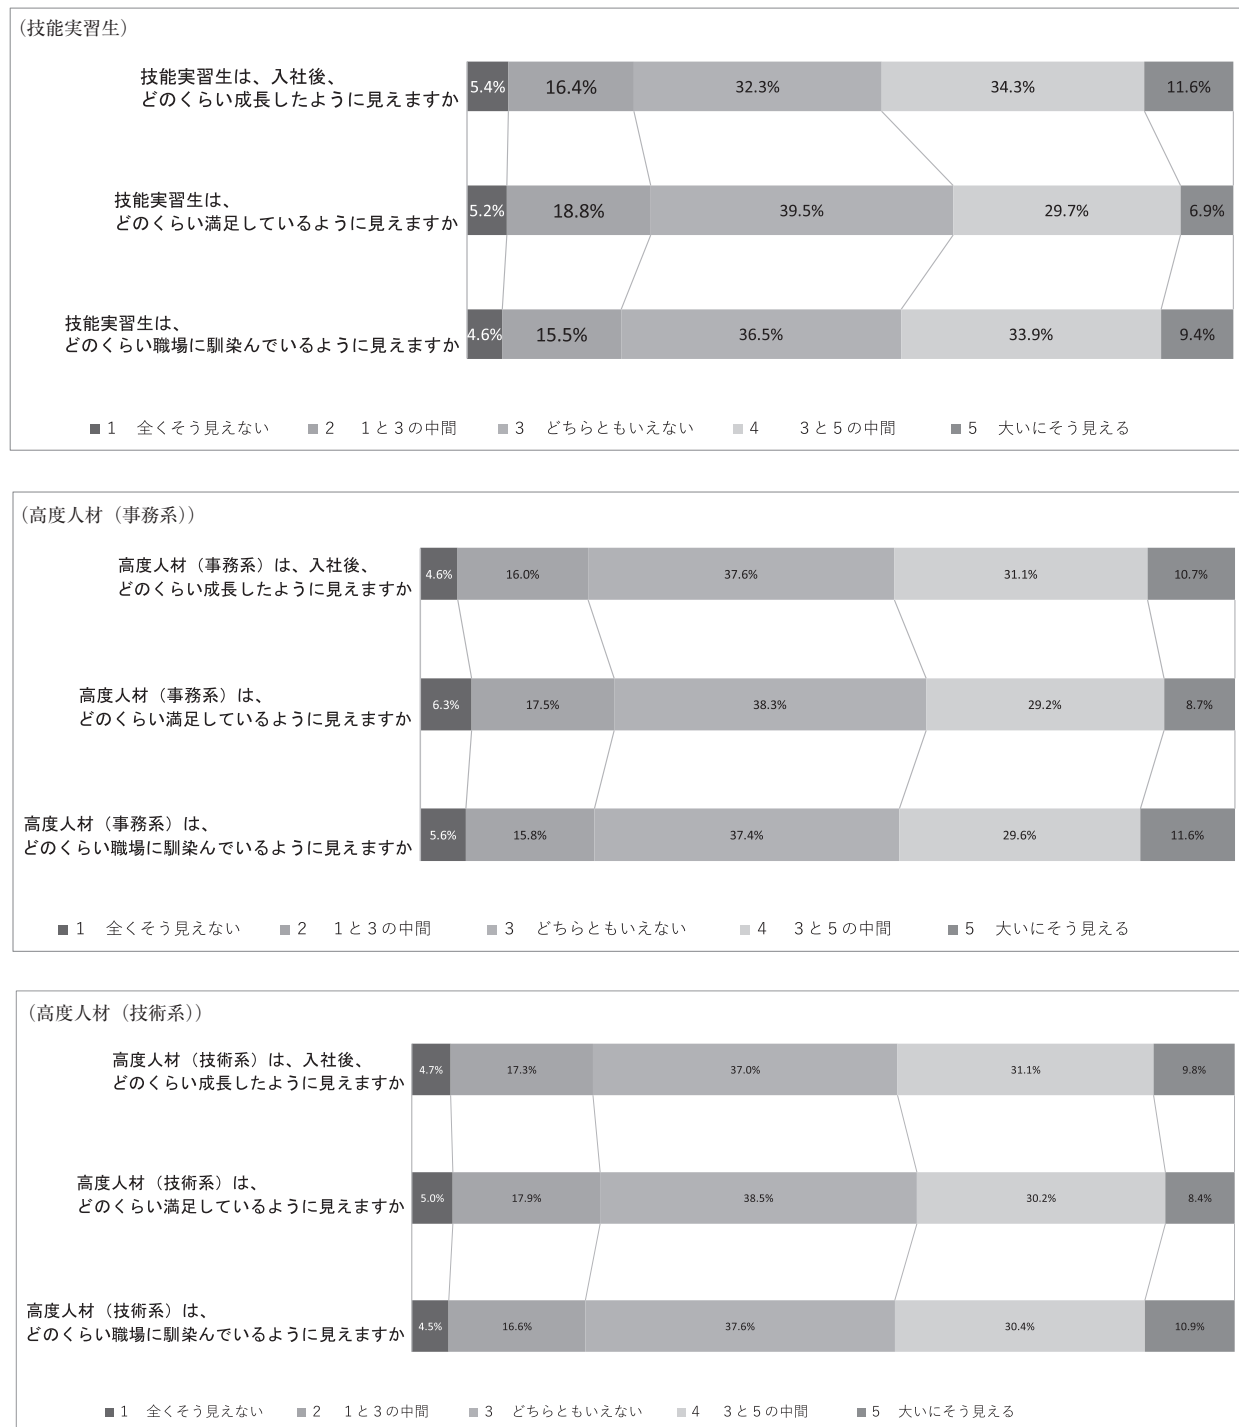 （技能実習生）
技能実習生は、入社後、
どのくらい成長したように見えますか
5.4% 16.4% 32.3% 34.3% 11.6%
技能実習生は、
どのくらい満足しているように見えますか
5.2% 18.8% 39.5% 29.7% 6.9%
技能実習生は、
どのくらい職場に馴染んでいるように見えますか
4.6% 15.5% 36.5% 33.9% 9.4%
■1 全くそう見えない ■2 1と3の中間 ■3 どちらともいえない ■4 3と5の中間 ■5 大いにそう見える
（高度人材（事務系））
高度人材（事務系）は、入社後、
どのくらい成長したように見えますか
4.6% 16.0% 37.6% 31.1% 10.7%
高度人材（事務系）は、
どのくらい満足しているように見えますか
6.3% 17.5% 38.3% 29.2% 8.7%
高度人材（事務系）は、
どのくらい職場に馴染んでいるように見えますか
5.6% 15.8% 37.4% 29.6% 11.6%
■1 全くそう見えない ■2 1と3の中間 ■3 どちらともいえない ■4 3と5の中間 ■5 大いにそう見える
（高度人材（技術系））
高度人材（技術系）は、入社後、
どのくらい成長したように見えますか
4.7% 17.3% 37.0% 31.1% 9.8%
高度人材（技術系）は、
どのくらい満足しているように見えますか
5.0% 17.9% 38.5% 30.2% 8.4%
高度人材（技術系）は、
どのくらい職場に馴染んでいるように見えますか
4.5% 16.6% 37.6% 30.4% 10.9%
■1 全くそう見えない ■2 1と3の中間 ■3 どちらともいえない ■4 3と5の中間 ■5 大いにそう見える